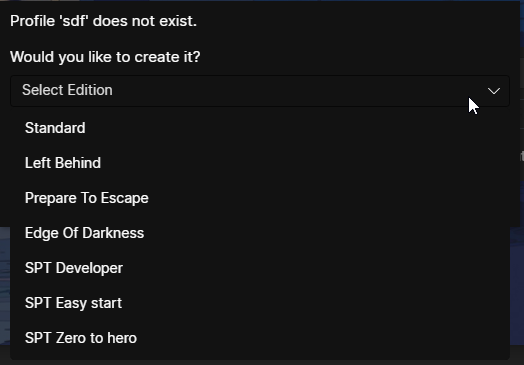 Profile 'sdf' does not exist.
Would you like to create it?
Select Edition
Standard
Left Behind
Prepare To Escape
Edge Of Darkness
SPT Developer
SPT Easy start
SPT Zero to hero